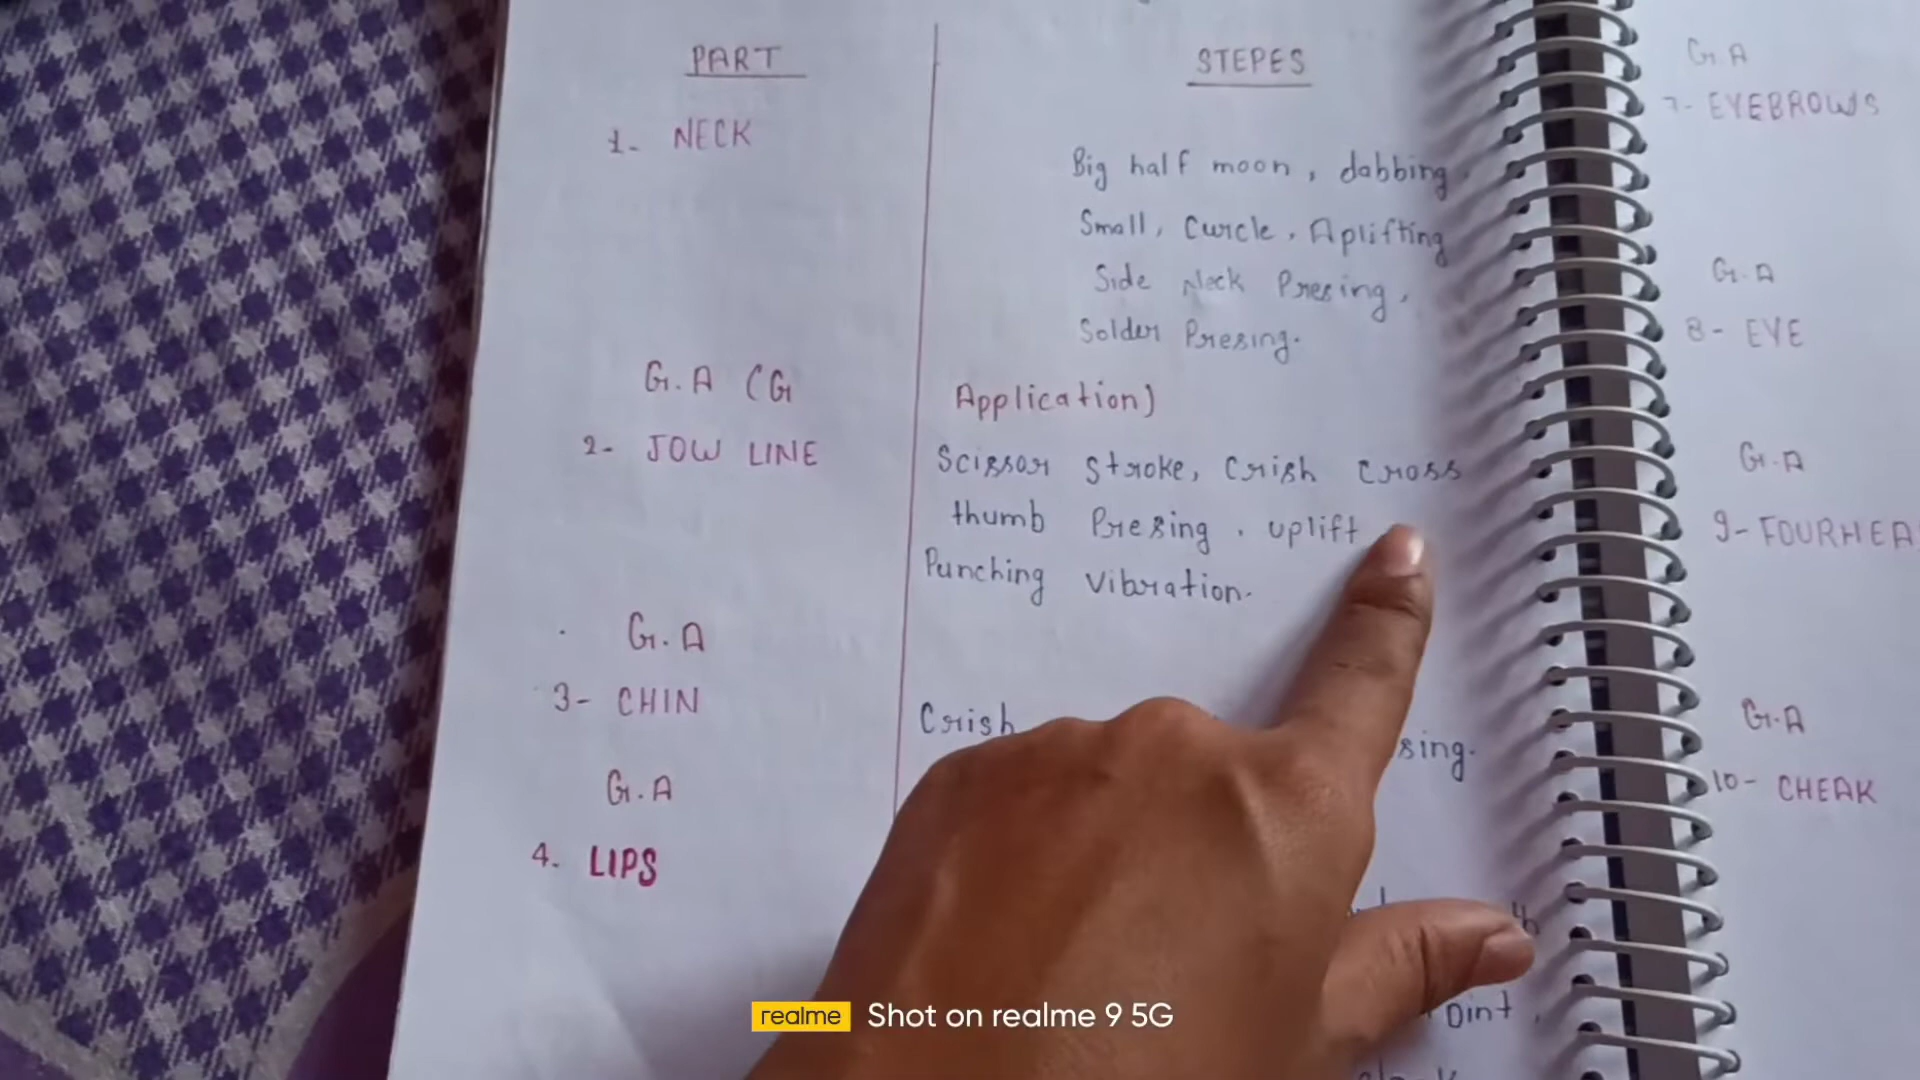 PART STEPES
1- NECK
Big half moon, dabbing,
Small, Curcle, Aplifting
Side Neck Presing,
Solder Presing.
G.A (G Application)
2- JOW LINE Scissor Stroke, Crish Cross
thumb Presing, uplift
Punching Vibration.
G.A
3- CHIN Crish sing.
G.A
4. LIPS
oint,
G.A
7- EYEBROWS
G.A
8- EYE
G.A
9- FOURHEA
G.A
10- CHEAK
realme Shot on realme 9 5G